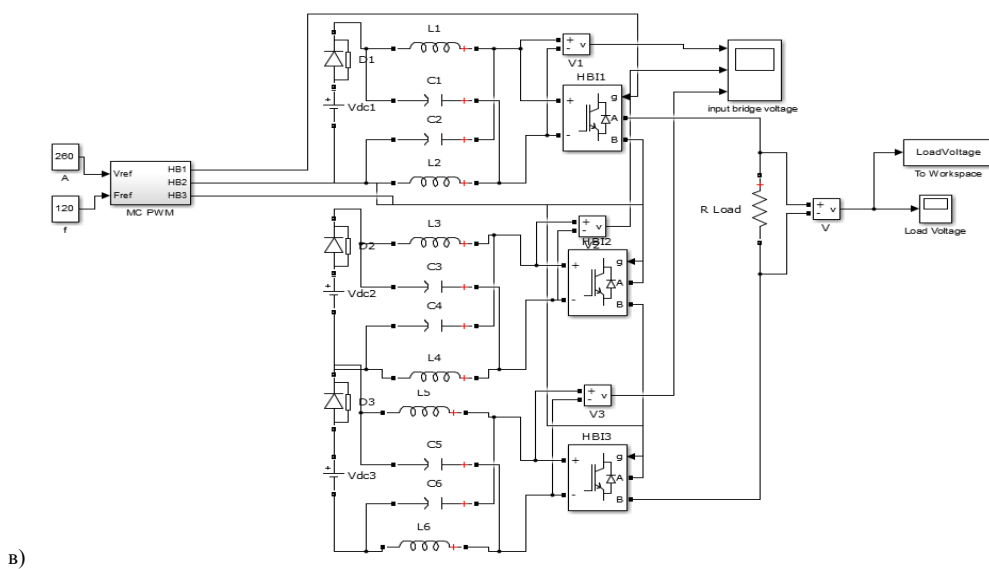 L1
D1
V1
C1
HBI1
g
A
B
+
-
v
input bridge voltage
Vdc1
C2
260
A
Vref
Fref
HB1
HB2
HB3
MC PWM
120
f
L2
LoadVoltage
To Workspace
R Load
+
-
v
V
Load Voltage
L3
D2
V2
HBI2
g
A
B
+
-
v
C3
Vdc2
C4
L4
D3
L5
V3
HBI3
g
A
B
+
-
v
C5
Vdc3
C6
L6
в)